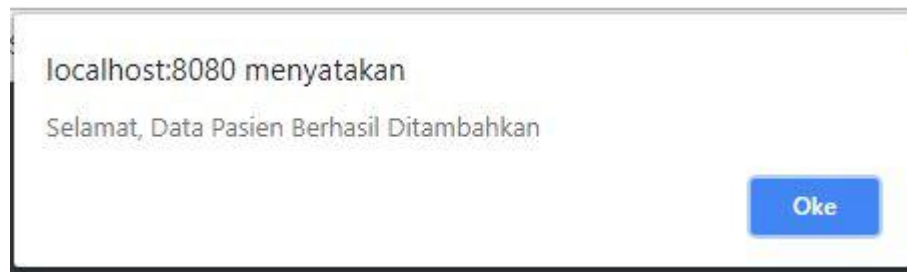 localhost:8080 menyatakan
Selamat, Data Pasien Berhasil Ditambahkan
Oke